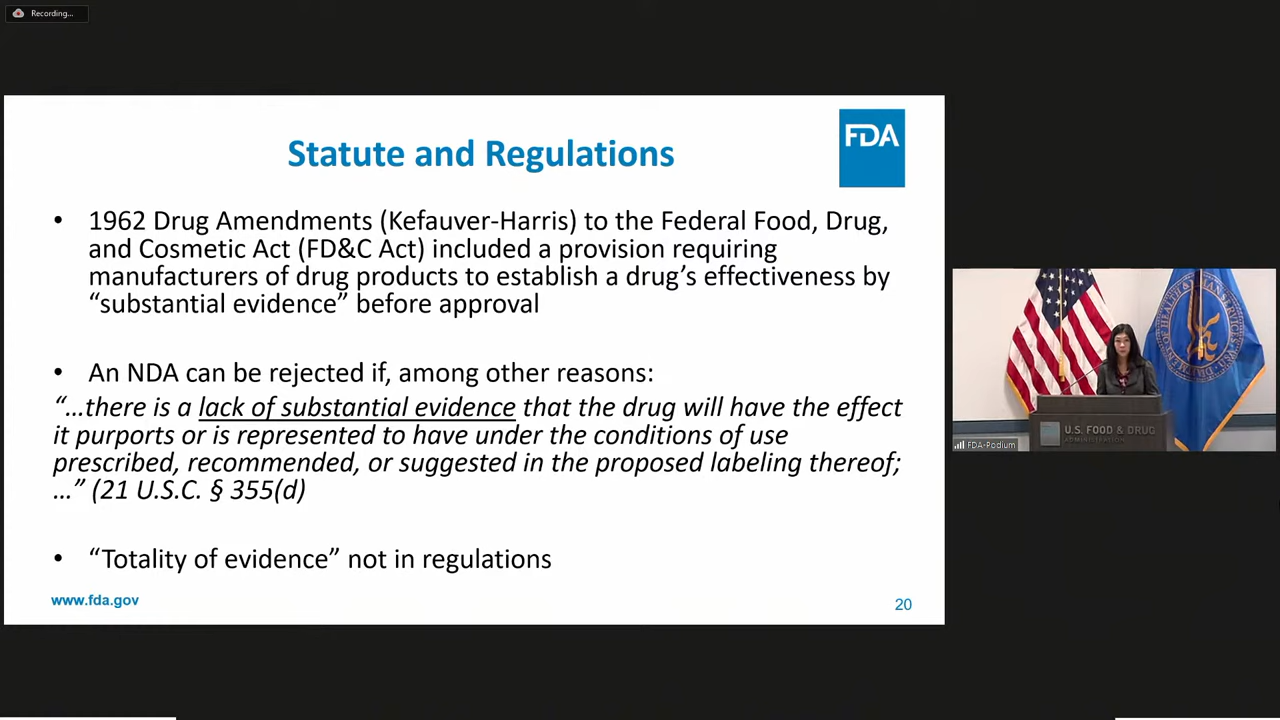 Recording...
Statute and Regulations
FDA
• 1962 Drug Amendments (Kefauver-Harris) to the Federal Food, Drug,
and Cosmetic Act (FD&C Act) included a provision requiring
manufacturers of drug products to establish a drug’s effectiveness by
“substantial evidence” before approval
• An NDA can be rejected if, among other reasons:
“…there is a lack of substantial evidence that the drug will have the effect
it purports or is represented to have under the conditions of use
prescribed, recommended, or suggested in the proposed labeling thereof;
…” (21 U.S.C. § 355(d)
• “Totality of evidence” not in regulations
www.fda.gov
20
U.S. FOOD & DRUG
ADMINISTRATION
FDA-Podium